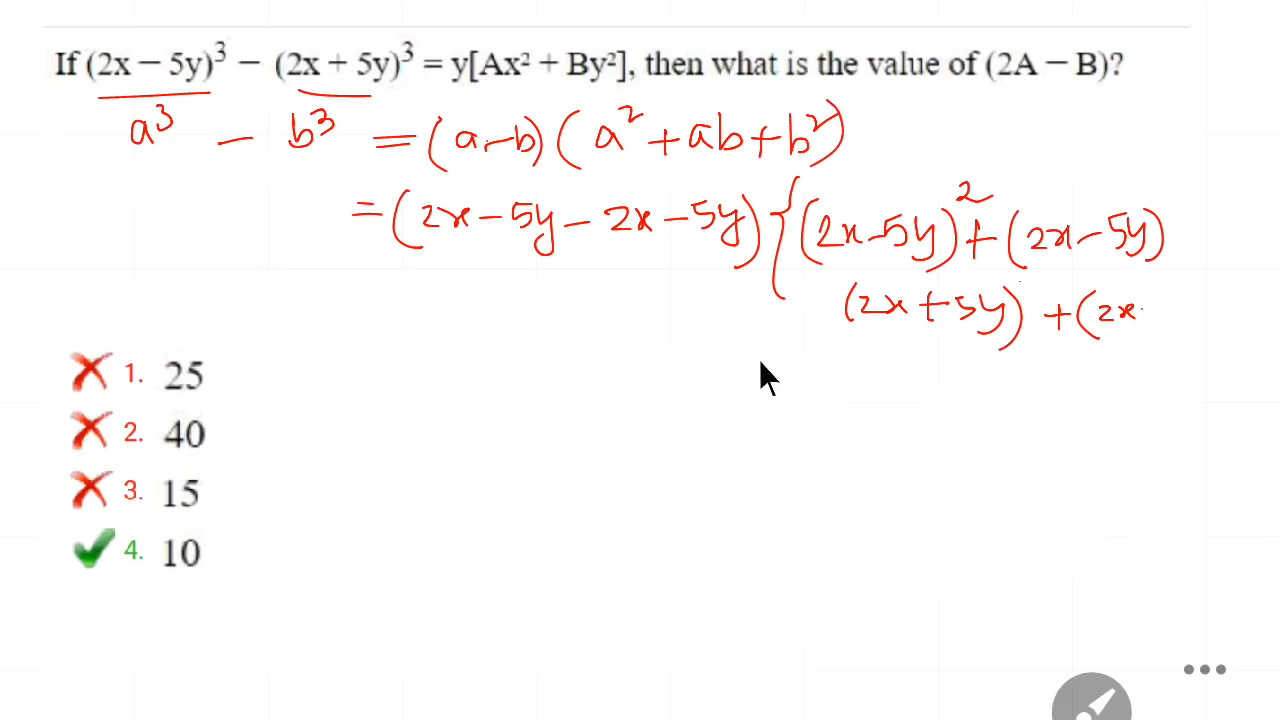 If (2x − 5y)³ − (2x + 5y)³ = y[Ax² + By²], then what is the value of (2A − B)?
a³ − b³ = (a−b)(a² + ab + b²)
= (2x − 5y − 2x − 5y) {(2x − 5y)² + (2x − 5y)
(2x + 5y) + (2x
1. 25
2. 40
3. 15
4. 10